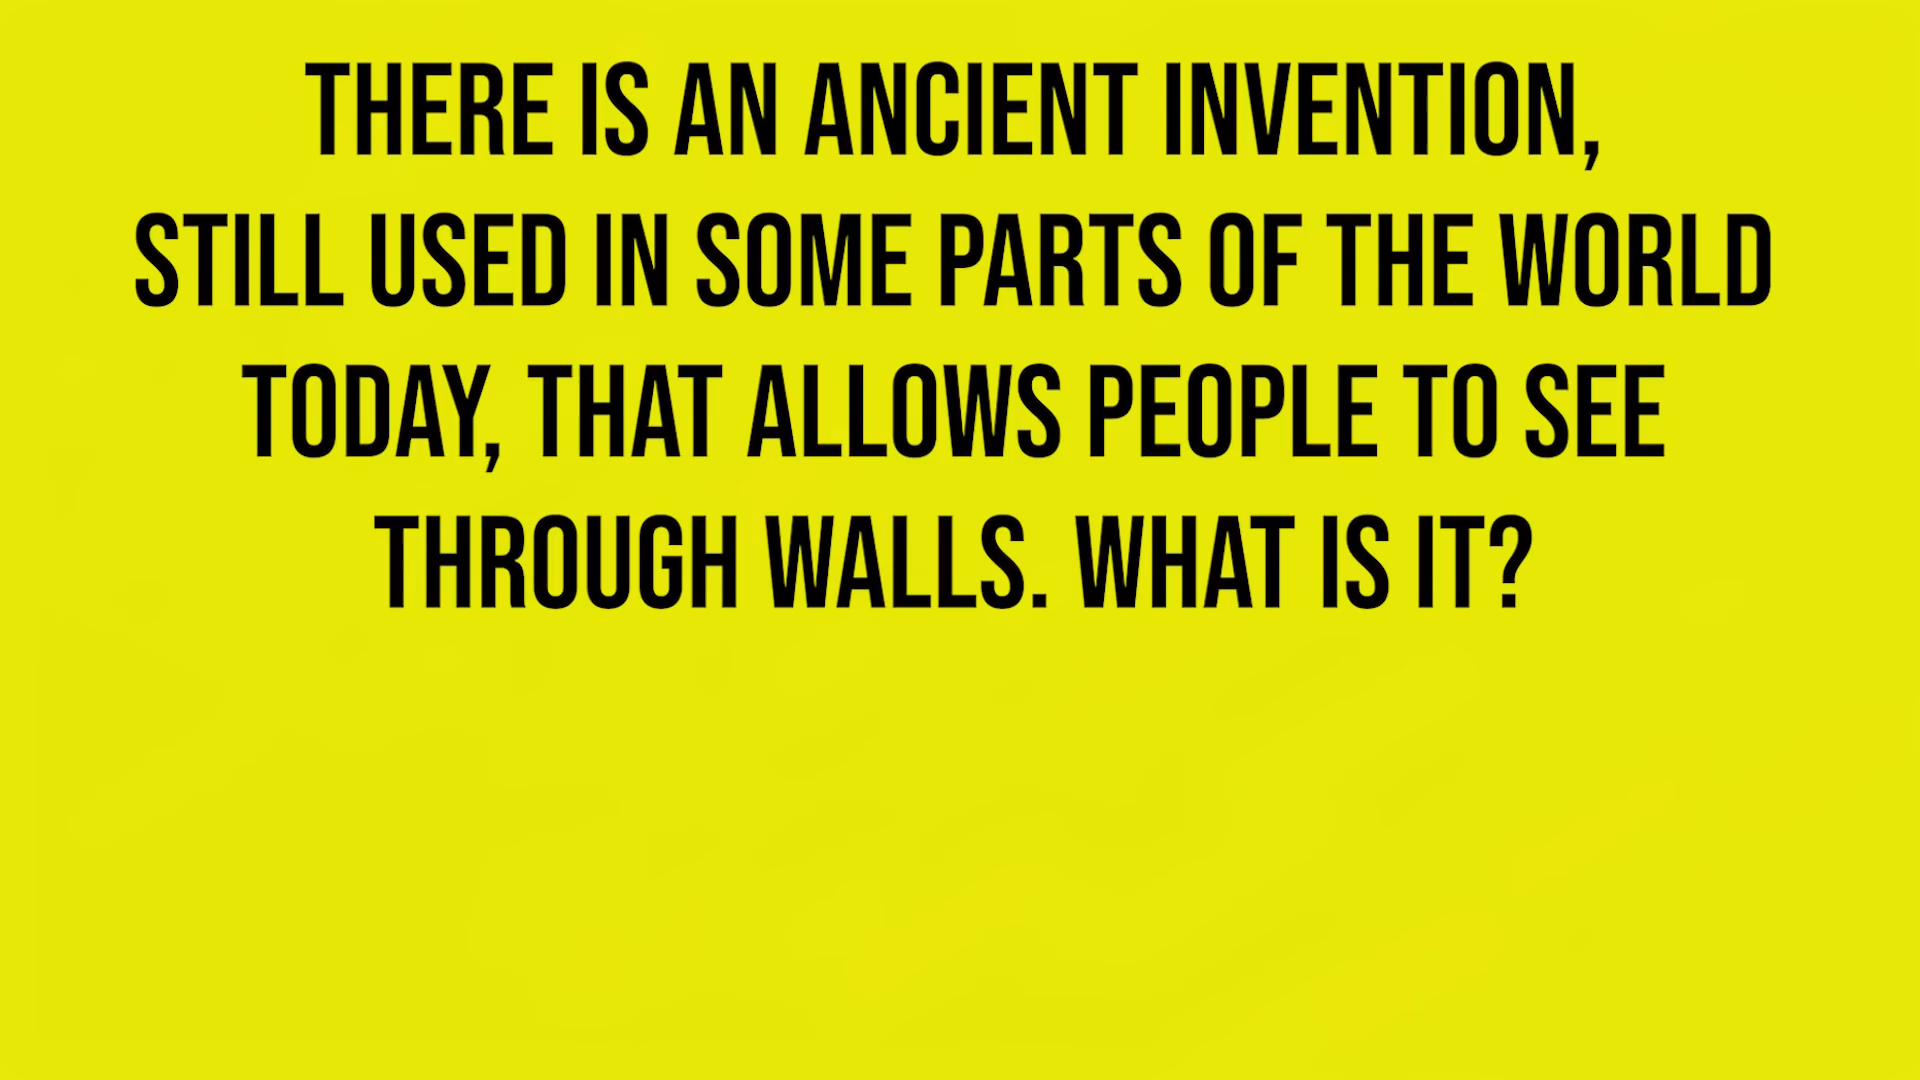 THERE IS AN ANCIENT INVENTION,
STILL USED IN SOME PARTS OF THE WORLD
TODAY, THAT ALLOWS PEOPLE TO SEE
THROUGH WALLS. WHAT IS IT?